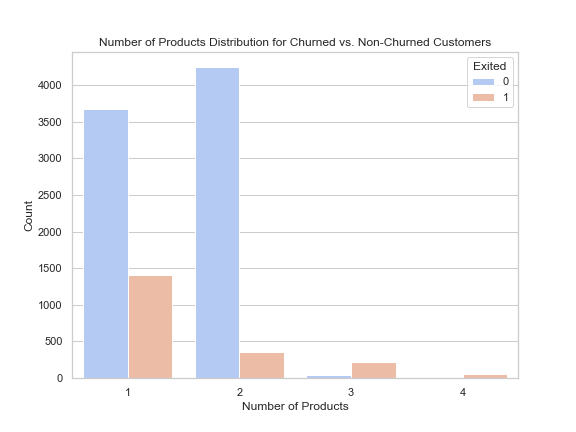 Number of Products Distribution for Churned vs. Non-Churned Customers
Exited
0
1
4000
3500
3000
2500
2000
1500
1000
500
0
Count
1 2 3 4
Number of Products